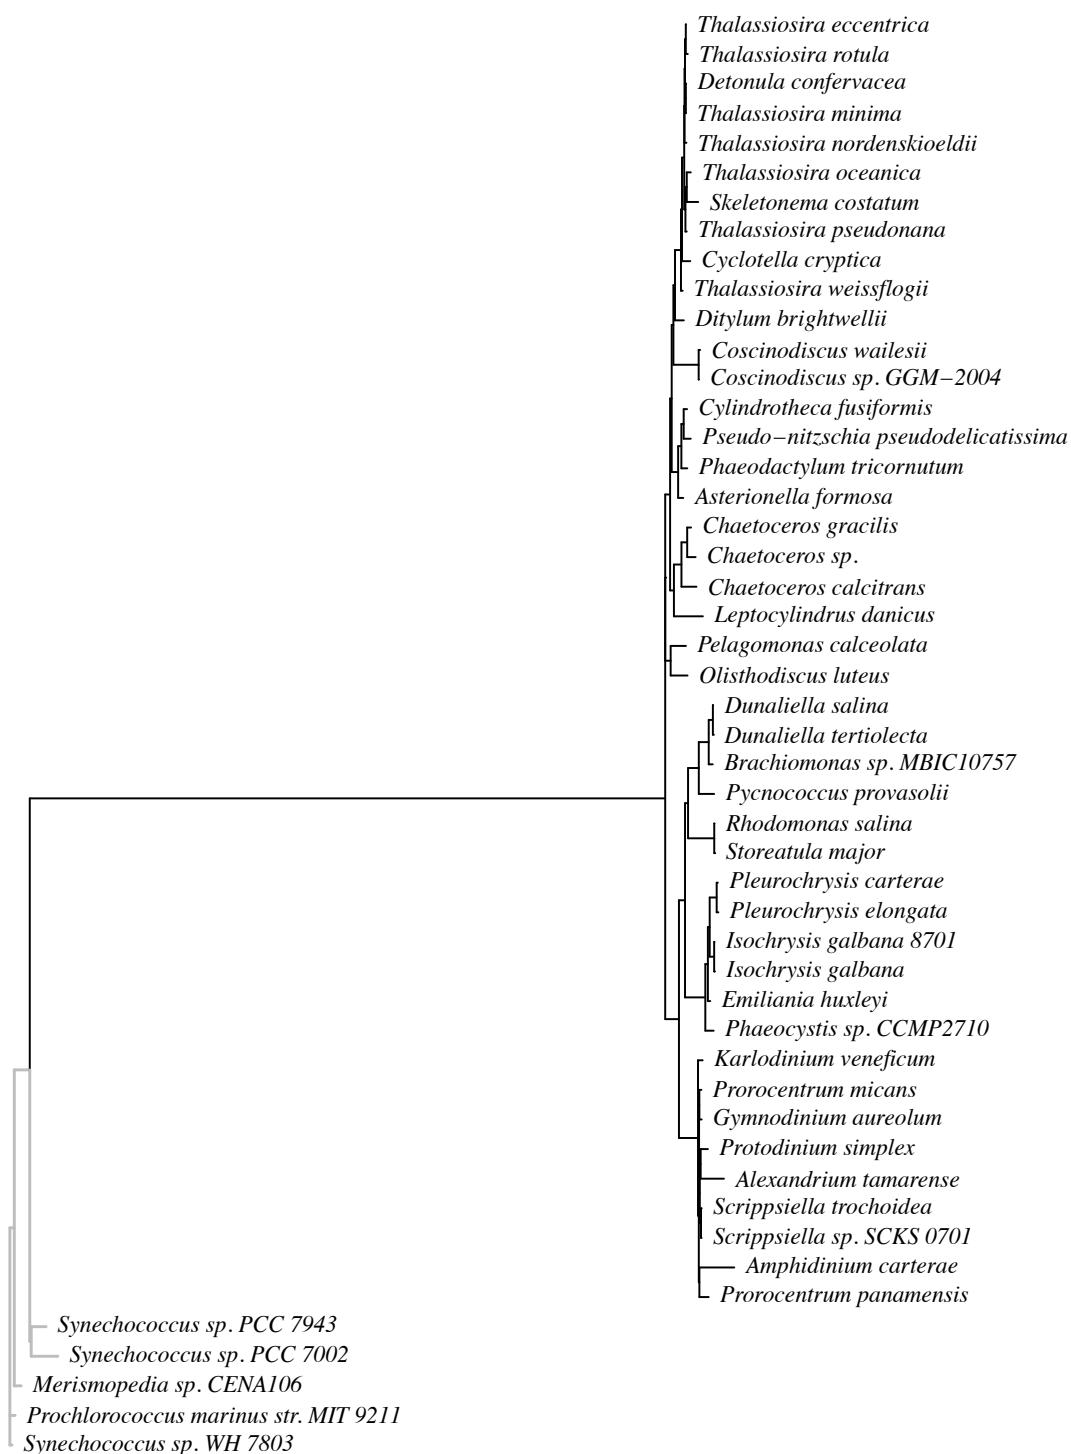 Thalassiosira eccentrica
Thalassiosira rotula
Detonula confervacea
Thalassiosira minima
Thalassiosira nordenskioeldii
Thalassiosira oceanica
Skeletonema costatum
Thalassiosira pseudonana
Cyclotella cryptica
Thalassiosira weissflogii
Ditylum brightwellii
Coscinodiscus wailesii
Coscinodiscus sp. GGM−2004
Cylindrotheca fusiformis
Pseudo−nitzschia pseudodelicatissima
Phaeodactylum tricornutum
Asterionella formosa
Chaetoceros gracilis
Chaetoceros sp.
Chaetoceros calcitrans
Leptocylindrus danicus
Pelagomonas calceolata
Olisthodiscus luteus
Dunaliella salina
Dunaliella tertiolecta
Brachiomonas sp. MBIC10757
Pycnococcus provasolii
Rhodomonas salina
Storeatula major
Pleurochrysis carterae
Pleurochrysis elongata
Isochrysis galbana 8701
Isochrysis galbana
Emiliania huxleyi
Phaeocystis sp. CCMP2710
Karlodinium veneficum
Prorocentrum micans
Gymnodinium aureolum
Protodinium simplex
Alexandrium tamarense
Scrippsiella trochoidea
Scrippsiella sp. SCKS 0701
Amphidinium carterae
Prorocentrum panamensis
Synechococcus sp. PCC 7943
Synechococcus sp. PCC 7002
Merismopedia sp. CENA106
Prochlorococcus marinus str. MIT 9211
Synechococcus sp. WH 7803